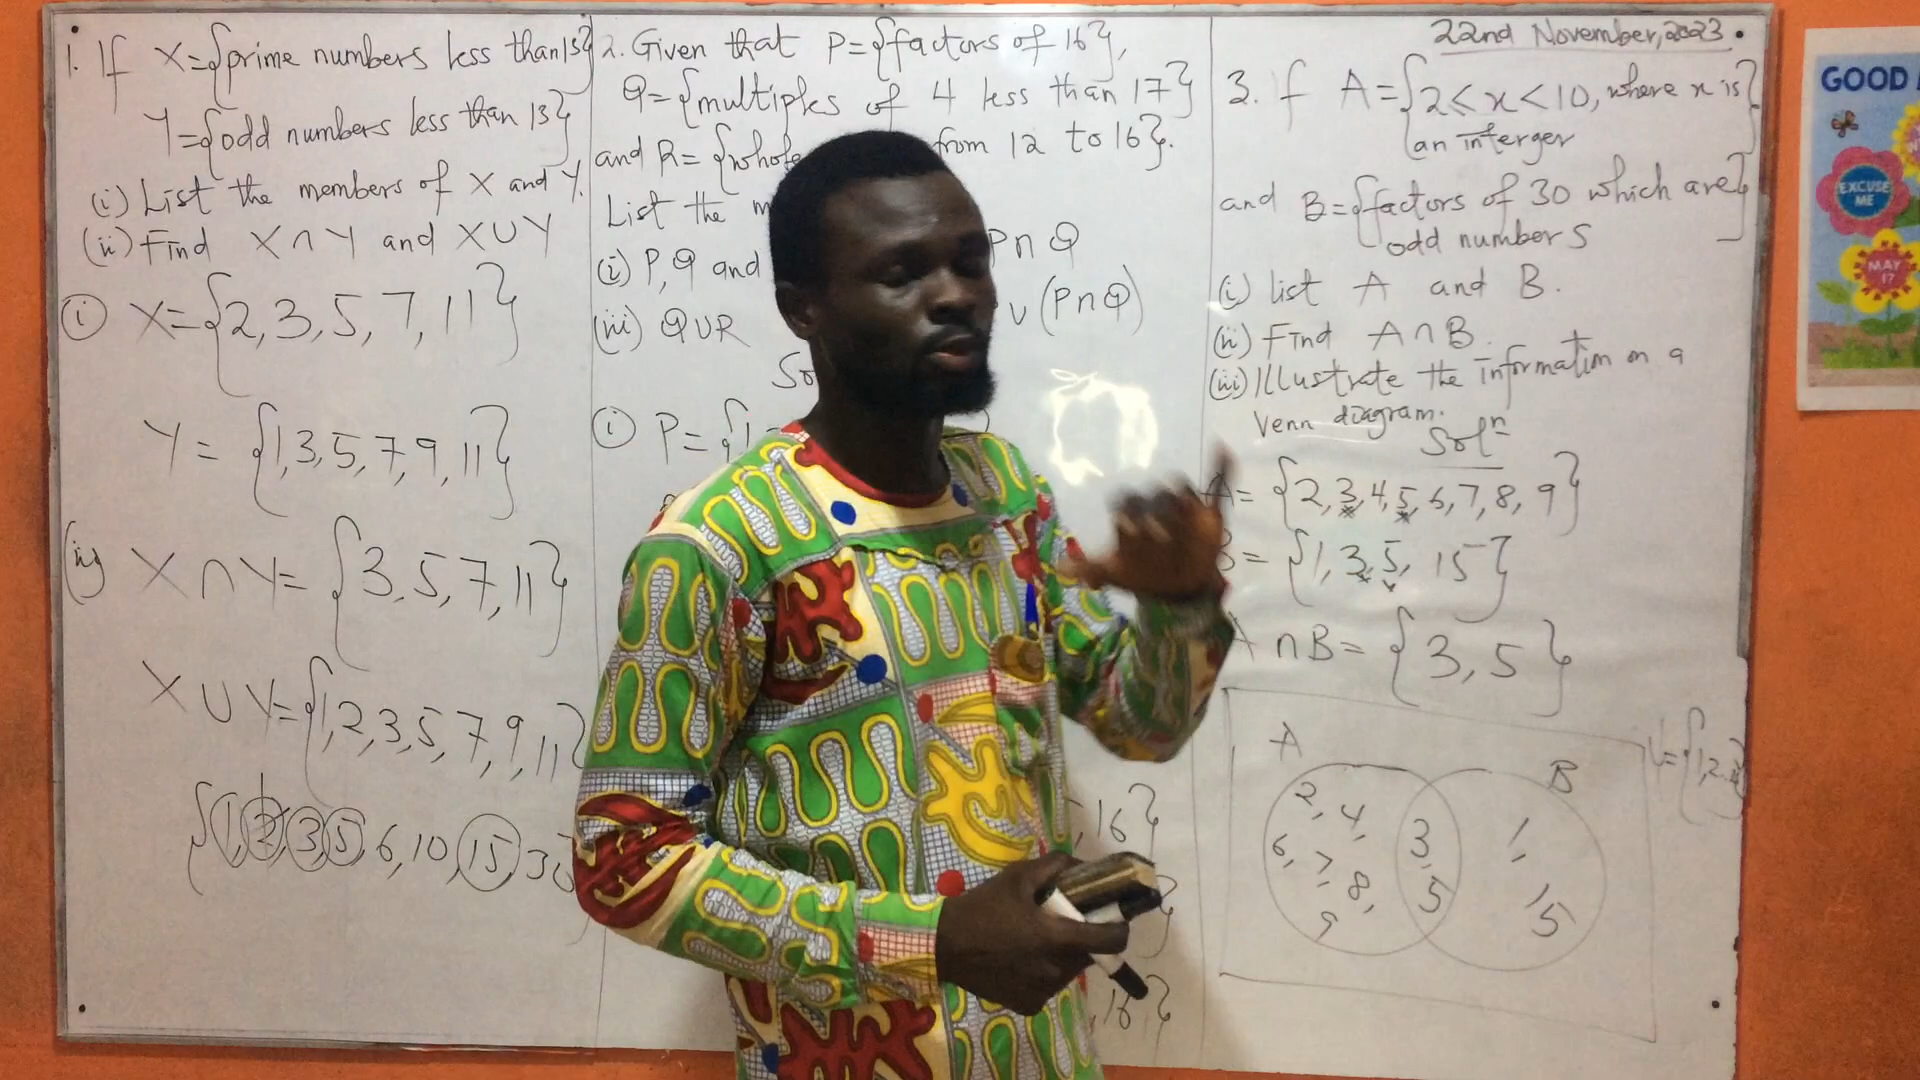 1. If X={prime numbers less than 13}
Y={odd numbers less than 13}
(i) List the members of X and Y.
(ii) Find X∩Y and X∪Y
(i) X={2,3,5,7,11}
Y={1,3,5,7,9,11}
(ii) X∩Y={3,5,7,11}
X∪Y={1,2,3,5,7,9,11}
{1,2,3,5,6,10,15,30
2. Given that P={factors of 16},
Q={multiples of 4 less than 17}
and R={whole from 12 to 16}.
List the
(i) P,Q and P∩Q
(iii) Q∪R ∪(P∩Q)
(i) P={1
,16}
,16}
22nd November,2023.
3. If A={2<x<10, where x is
an interger}
and B={factors of 30 which are
odd numbers}
(i) list A and B.
(ii) Find A∩B.
(iii) Illustrate the information on a
Venn diagram.
Solⁿ
A={2,3,4,5,6,7,8,9}
B={1,3,5,15}
A∩B={3,5}
A
B
2, 4,
6, 7,
8,
9
3,
5
1,
15
GOOD
EXCUSE
ME
MAY
I?